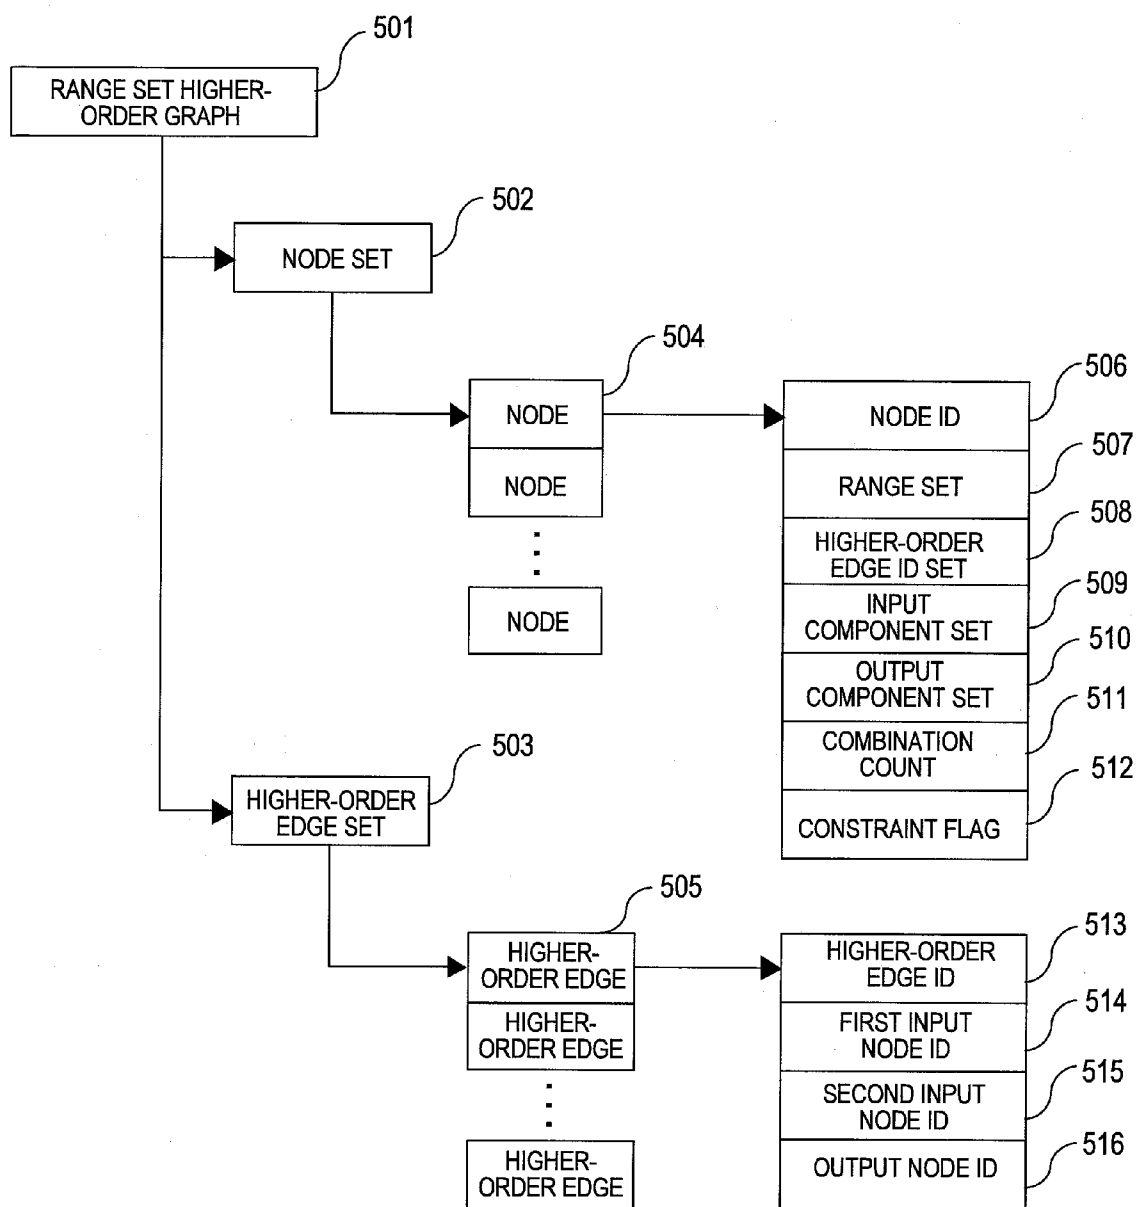 501
RANGE SET HIGHER-
ORDER GRAPH
502
NODE SET
504
506
NODE
NODE ID
507
NODE
RANGE SET
508
HIGHER-ORDER
EDGE ID SET
509
NODE
INPUT
COMPONENT SET
510
OUTPUT
COMPONENT SET
511
COMBINATION
COUNT
512
CONSTRAINT FLAG
503
HIGHER-ORDER
EDGE SET
505
513
HIGHER-
ORDER EDGE
HIGHER-ORDER
EDGE ID
514
HIGHER-
ORDER EDGE
FIRST INPUT
NODE ID
515
SECOND INPUT
NODE ID
516
HIGHER-
ORDER EDGE
OUTPUT NODE ID